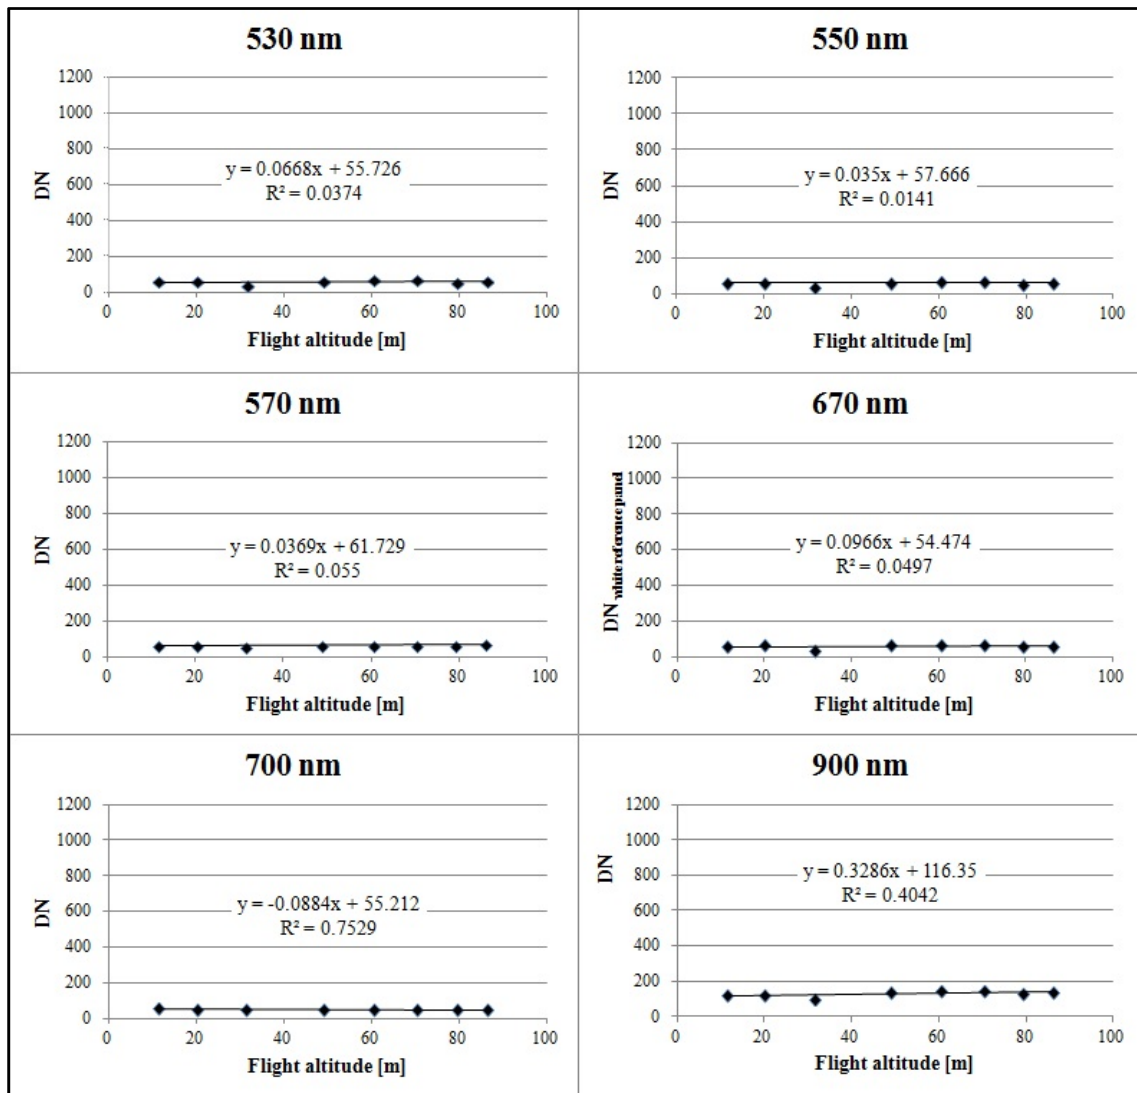 530 nm
1200
1000
800
600
400
200
0
DN
y = 0.0668x + 55.726
R² = 0.0374
0 20 40 60 80 100
Flight altitude [m]
550 nm
1200
1000
800
600
400
200
0
DN
y = 0.035x + 57.666
R² = 0.0141
0 20 40 60 80 100
Flight altitude [m]
570 nm
1200
1000
800
600
400
200
0
DN
y = 0.0369x + 61.729
R² = 0.055
0 20 40 60 80 100
Flight altitude [m]
670 nm
1200
1000
800
600
400
200
0
DN white reference panel
y = 0.0966x + 54.474
R² = 0.0497
0 20 40 60 80 100
Flight altitude [m]
700 nm
1200
1000
800
600
400
200
0
DN
y = -0.0884x + 55.212
R² = 0.7529
0 20 40 60 80 100
Flight altitude [m]
900 nm
1200
1000
800
600
400
200
0
DN
y = 0.3286x + 116.35
R² = 0.4042
0 20 40 60 80 100
Flight altitude [m]